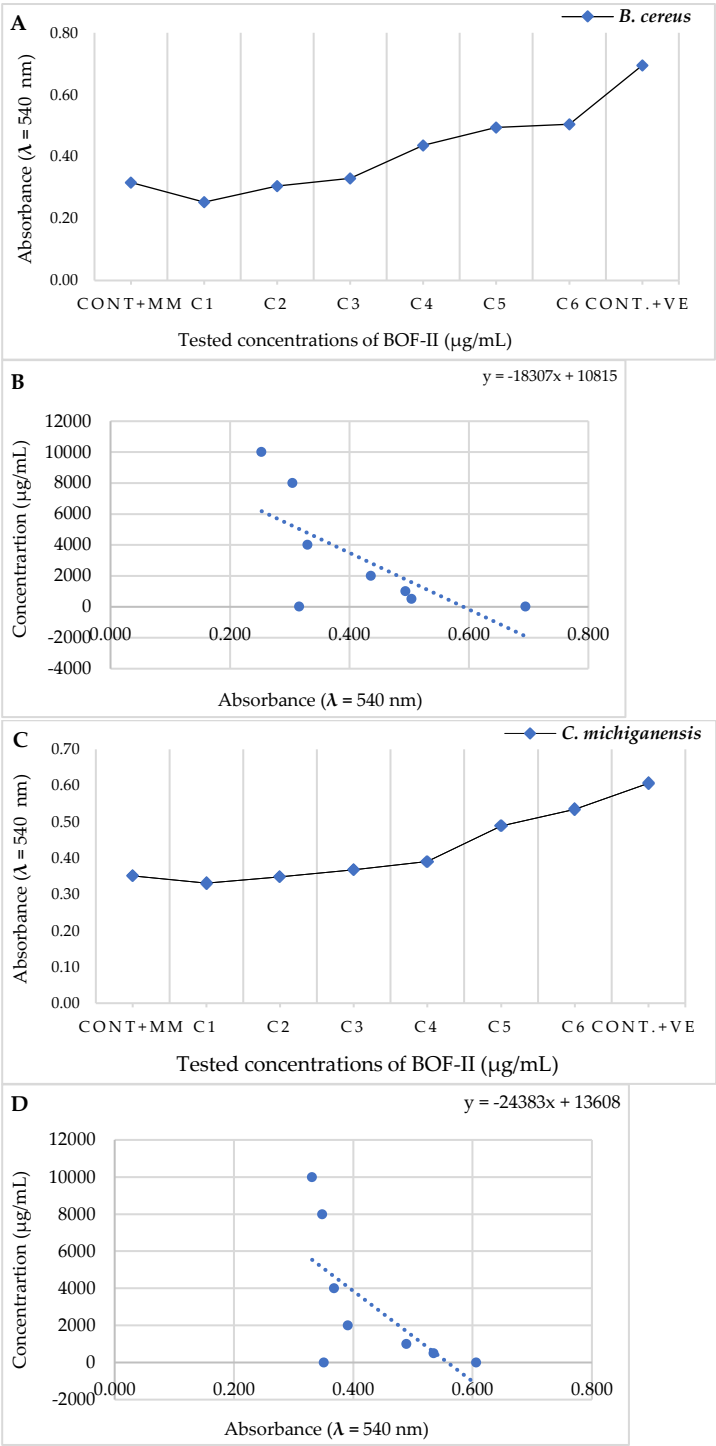 A
B. cereus
0.80
0.60
0.40
0.20
0.00
Absorbance (λ = 540 nm)
CONT+MM C1 C2 C3 C4 C5 C6 CONT.+VE
Tested concentrations of BOF-II (µg/mL)
B
y = -18307x + 10815
12000
10000
8000
6000
4000
2000
0
-2000
-4000
Concentrartion (µg/mL)
0.000 0.200 0.400 0.600 0.800
Absorbance (λ = 540 nm)
C
C. michiganensis
0.70
0.60
0.50
0.40
0.30
0.20
0.10
0.00
Absorbance (λ = 540 nm)
CONT+MM C1 C2 C3 C4 C5 C6 CONT.+VE
Tested concentrations of BOF-II (µg/mL)
D
y = -24383x + 13608
12000
10000
8000
6000
4000
2000
0
-2000
Concentrartion (µg/mL)
0.000 0.200 0.400 0.600 0.800
Absorbance (λ = 540 nm)